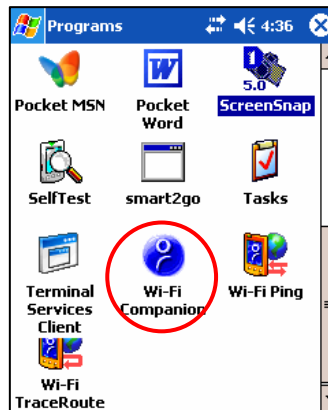 Programs 4:36
W
5.0
Pocket MSN Pocket Word ScreenSnap
SelfTest smart2go Tasks
Terminal Services Client Wi-Fi Companion Wi-Fi Ping
Wi-Fi TraceRoute